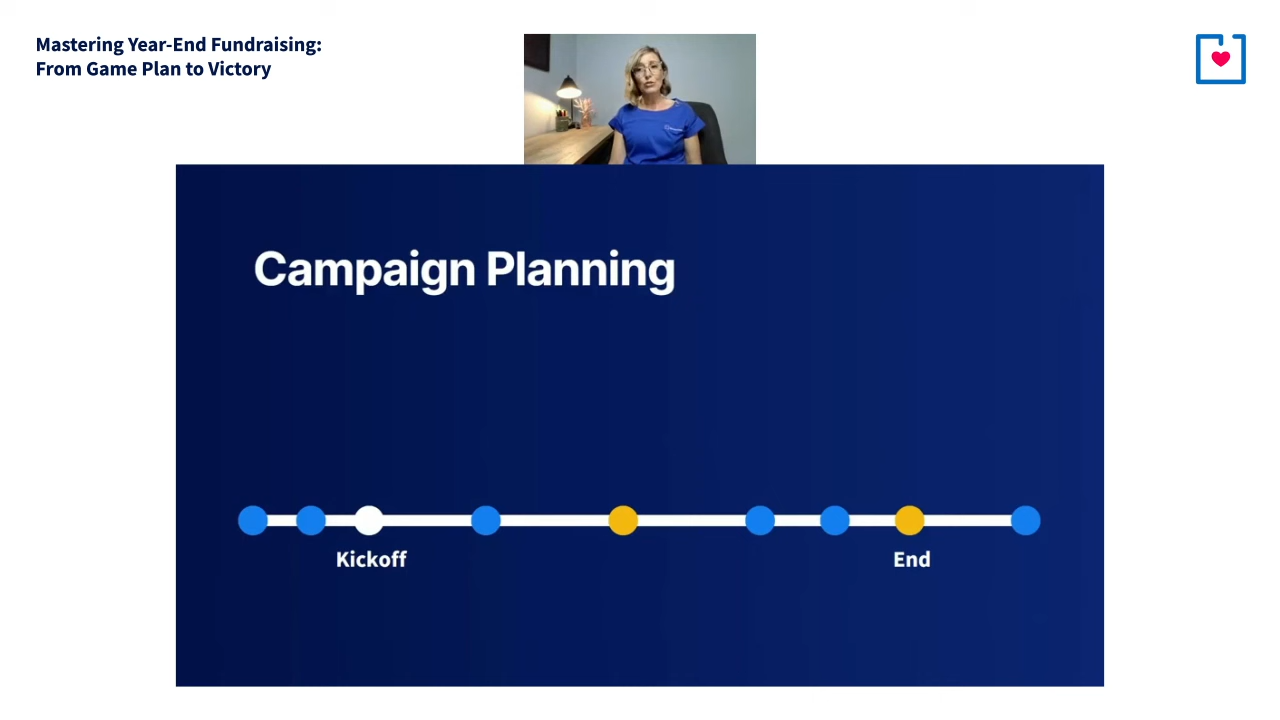 Mastering Year-End Fundraising:
From Game Plan to Victory
Campaign Planning
Kickoff
End